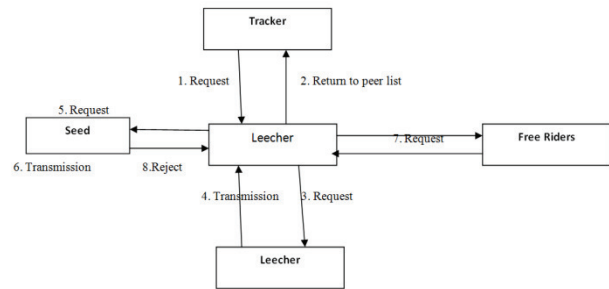 Tracker
1. Request
2. Return to peer list
5. Request
Seed
Leecher
7. Request
Free Riders
6. Transmission
8.Reject
4. Transmission
3. Request
Leecher